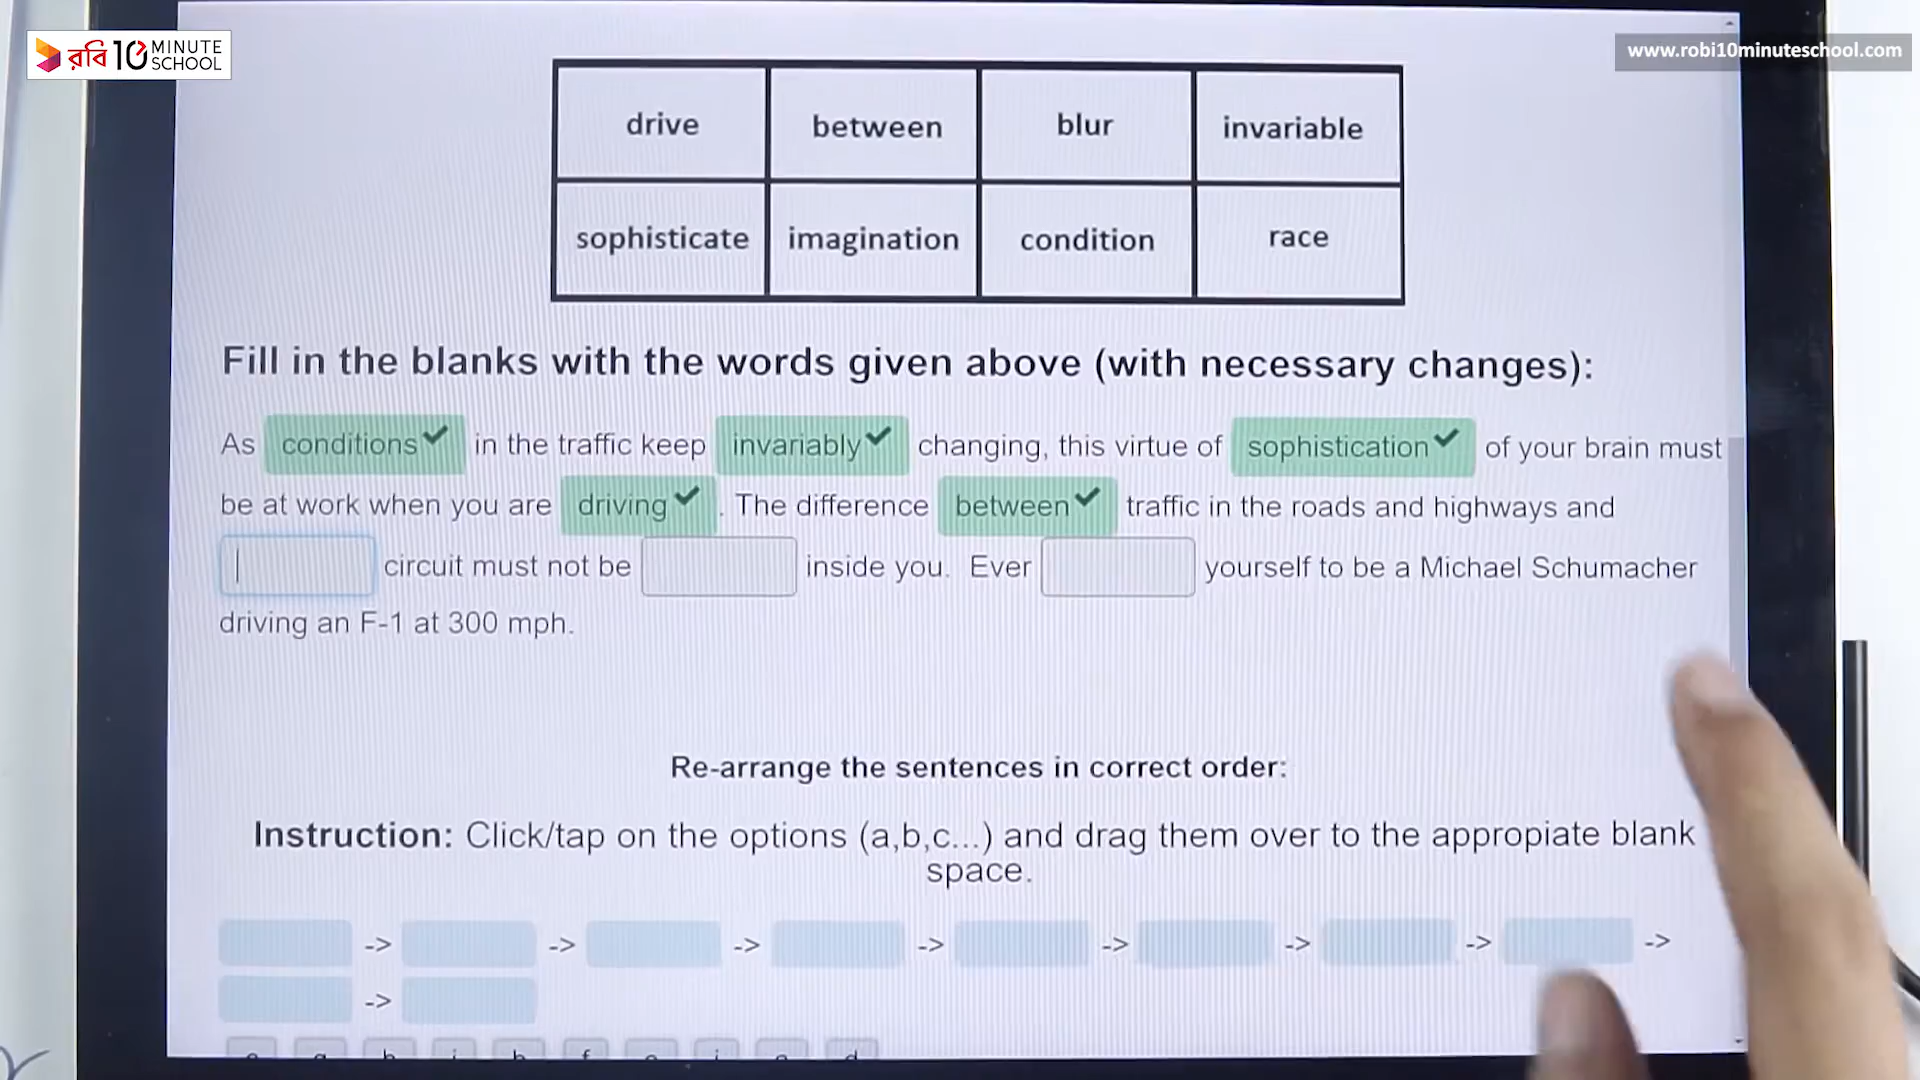 রবি 10 MINUTE SCHOOL
www.robi10minuteschool.com
drive between blur invariable
sophisticate imagination condition race
Fill in the blanks with the words given above (with necessary changes):
As conditions✔ in the traffic keep invariably✔ changing, this virtue of sophistication✔ of your brain must
be at work when you are driving✔ . The difference between✔ traffic in the roads and highways and
circuit must not be inside you. Ever yourself to be a Michael Schumacher
driving an F-1 at 300 mph.
Re-arrange the sentences in correct order:
Instruction: Click/tap on the options (a,b,c...) and drag them over to the appropiate blank
space.
-> -> -> -> -> -> -> ->
->